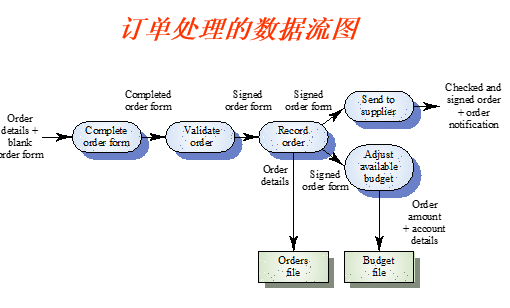 订单处理的数据流图
Completed
order form
Signed
order form
Signed
order form
Send to
supplier
Checked and
signed order
+ order
notification
Order
details +
blank
order form
Complete
order form
Validate
order
Record
order
Adjust
available
budget
Order
details
Signed
order form
Order
amount
+ account
details
Orders
file
Budget
file